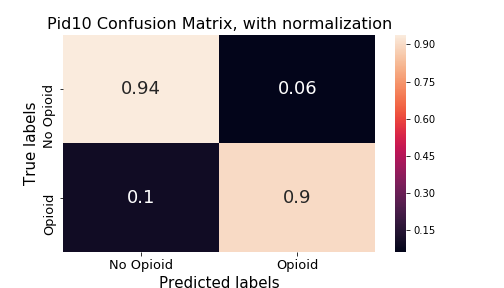 Pid10 Confusion Matrix, with normalization
True labels
No Opioid
Opioid
0.94
0.06
0.1
0.9
No Opioid
Opioid
Predicted labels
0.90
0.75
0.60
0.45
0.30
0.15